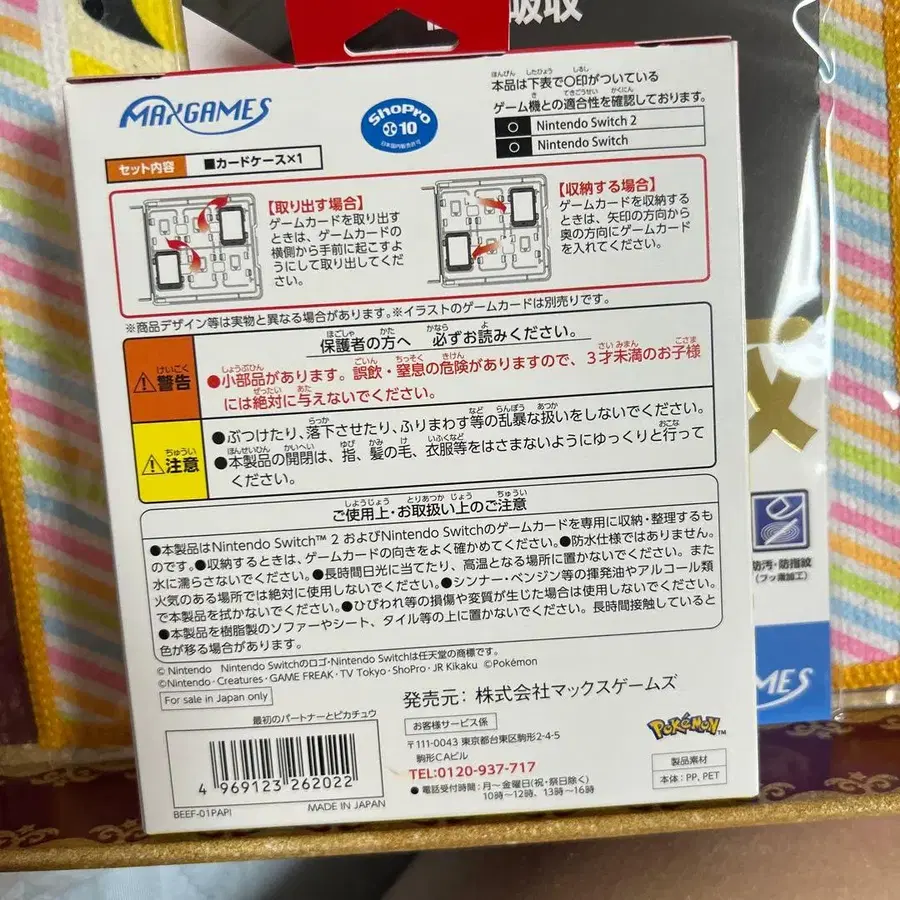 吸収
MAXGAMES
ShoPro
10
日本国内販売許可
本品は下表で○印がついている
ゲーム機との適合性を確認しております。
○ Nintendo Switch 2
○ Nintendo Switch
セット内容 ■カードケース×1
【取り出す場合】
ゲームカードを取り出す
ときは、ゲームカードの
横側から手前に起こすよ
うにして取り出してくだ
さい。
【収納する場合】
ゲームカードを収納する
ときは、矢印の方向から
奥の方向にゲームカード
を入れてください。
※商品デザイン等は実物と異なる場合があります。※イラストのゲームカードは別売りです。
保護者の方へ 必ずお読みください。
警告
●小部品があります。誤飲・窒息の危険がありますので、3才未満のお子様
には絶対に与えないでください。
注意
●ぶつけたり、落下させたり、ふりまわす等の乱暴な扱いをしないでください。
●本製品の開閉は、指、髪の毛、衣服等をはさまないようにゆっくりと行って
ください。
ご使用上・お取扱い上のご注意
●本製品はNintendo Switch™ 2 およびNintendo Switchのゲームカードを専用に収納・整理するも
のです。●収納するときは、ゲームカードの向きをよく確かめてください。●防水仕様ではありません。
水に濡らさないでください。●長時間日光に当てたり、高温となる場所に置かないでください。また
火気のある場所では絶対に使用しないでください。●シンナー・ベンジン等の揮発油やアルコール類
で本製品を拭かないでください。●ひびわれ等の損傷や変質が生じた場合は使用しないでください。
●本製品を樹脂製のソファーやシート、タイル等の上に置かないでください。長時間接触していると
色が移る場合があります。
© Nintendo Nintendo Switchのロゴ・Nintendo Switchは任天堂の商標です。
©Nintendo・Creatures・GAME FREAK・TV Tokyo・ShoPro・JR Kikaku ©Pokémon
For sale in Japan only
発売元：株式会社マックスゲームズ
最初のパートナーとピカチュウ
4 969123 262022
BEEF-01PAPI
MADE IN JAPAN
お客様サービス係
〒111-0043 東京都台東区駒形2-4-5
駒形CAビル
TEL:0120-937-717
●電話受付時間：月〜金曜日(祝・祭日除く)
10時〜12時、13時〜16時
POKÉMON™
製品素材
本体：PP, PET
防汚・防指紋
(フッ素加工)
MES